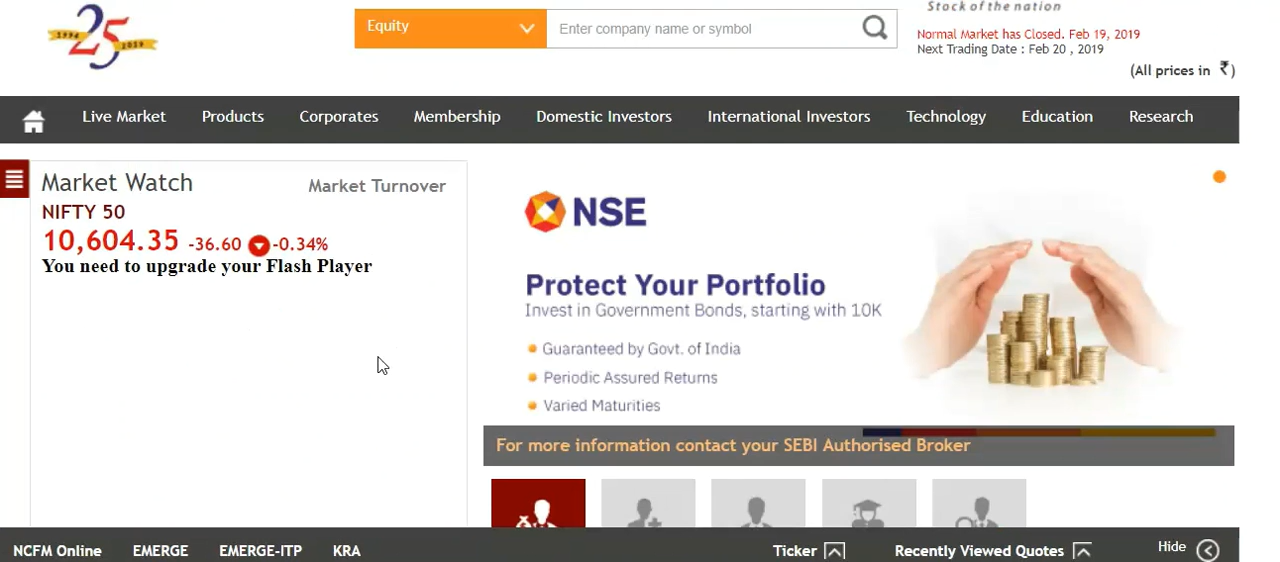 Stock of the nation
1994 25 2019
Equity
Enter company name or symbol
Normal Market has Closed. Feb 19, 2019
Next Trading Date : Feb 20 , 2019
(All prices in ₹)
Live Market Products Corporates Membership Domestic Investors International Investors Technology Education Research
Market Watch
Market Turnover
NIFTY 50
10,604.35 -36.60 -0.34%
You need to upgrade your Flash Player
NSE
Protect Your Portfolio
Invest in Government Bonds, starting with 10K
Guaranteed by Govt. of India
Periodic Assured Returns
Varied Maturities
For more information contact your SEBI Authorised Broker
NCFM Online EMERGE EMERGE-ITP KRA Ticker Recently Viewed Quotes Hide